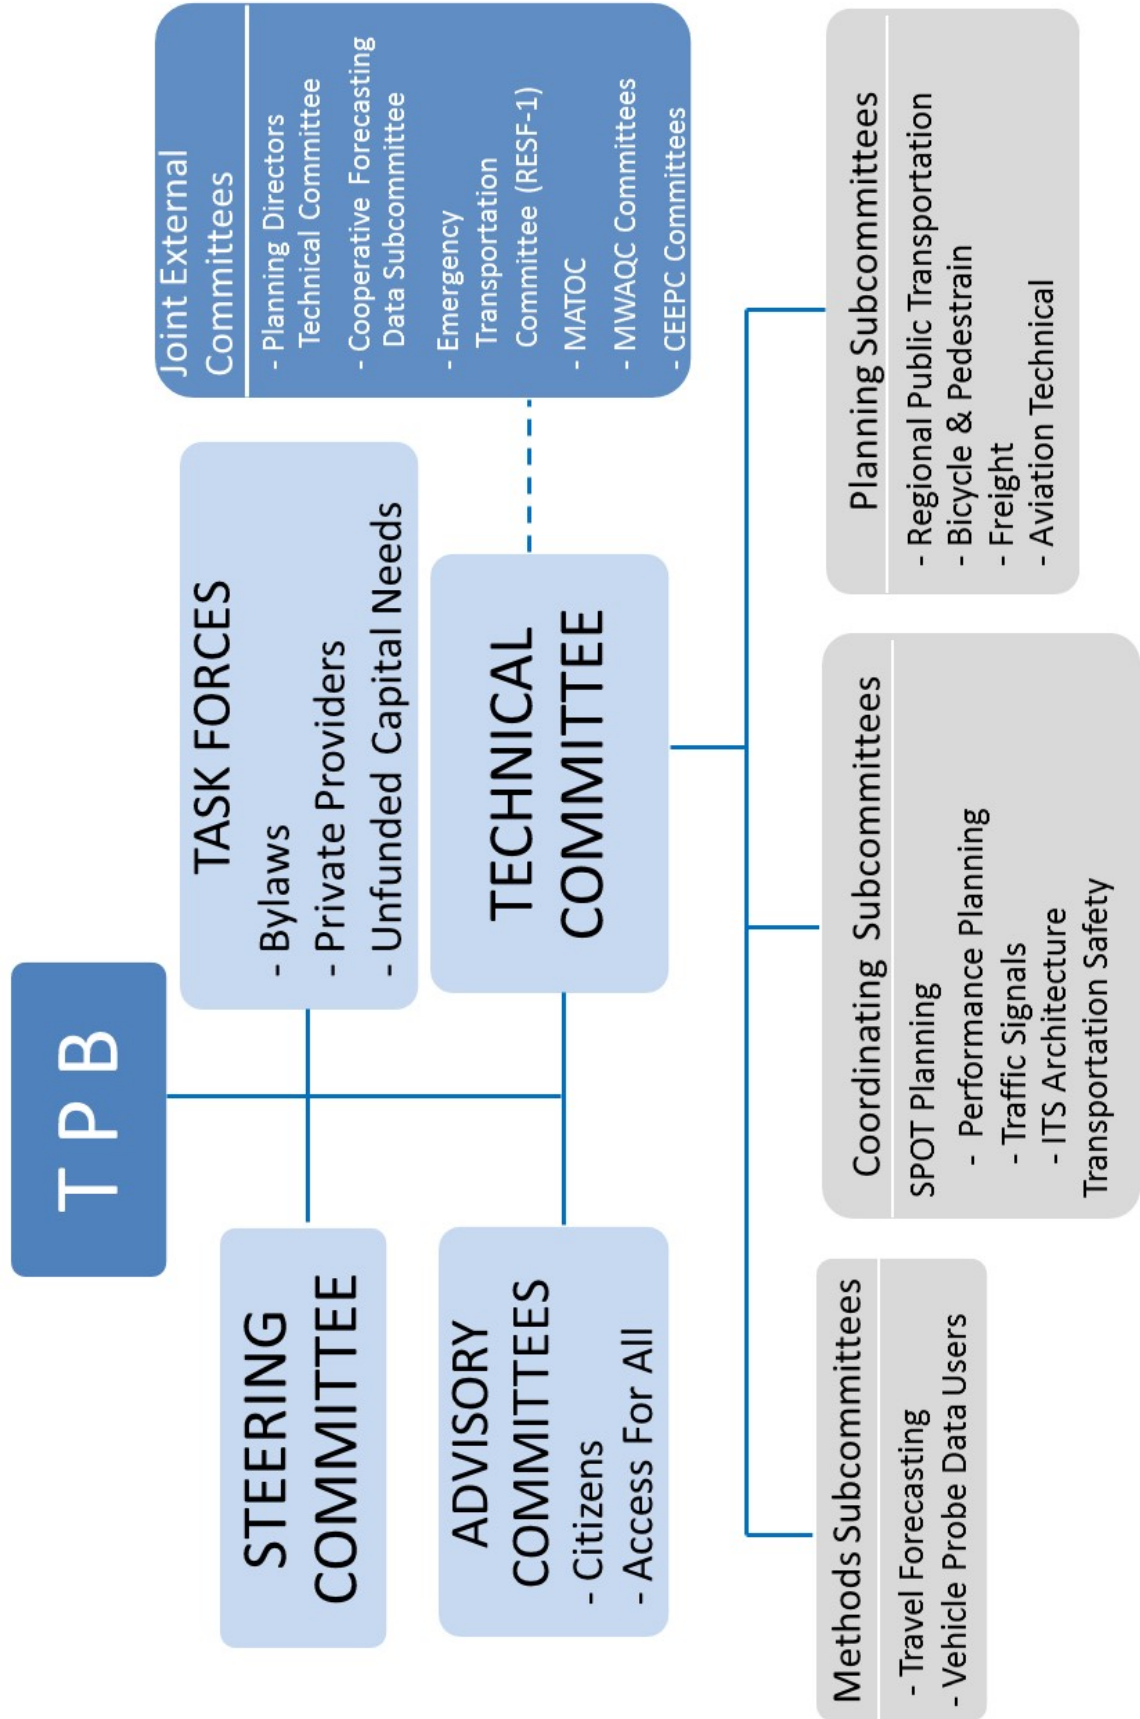 T P B
STEERING
COMMITTEE
TASK FORCES
- Bylaws
- Private Providers
- Unfunded Capital Needs
ADVISORY
COMMITTEES
- Citizens
- Access For All
TECHNICAL
COMMITTEE
Joint External
Committees
- Planning Directors
Technical Committee
- Cooperative Forecasting
Data Subcommittee
- Emergency
Transportation
Committee (RESF-1)
- MATOC
- MWAQC Committees
- CEEPC Committees
Methods Subcommittees
- Travel Forecasting
- Vehicle Probe Data Users
Coordinating Subcommittees
SPOT Planning
- Performance Planning
- Traffic Signals
- ITS Architecture
Transportation Safety
Planning Subcommittees
- Regional Public Transportation
- Bicycle & Pedestrain
- Freight
- Aviation Technical